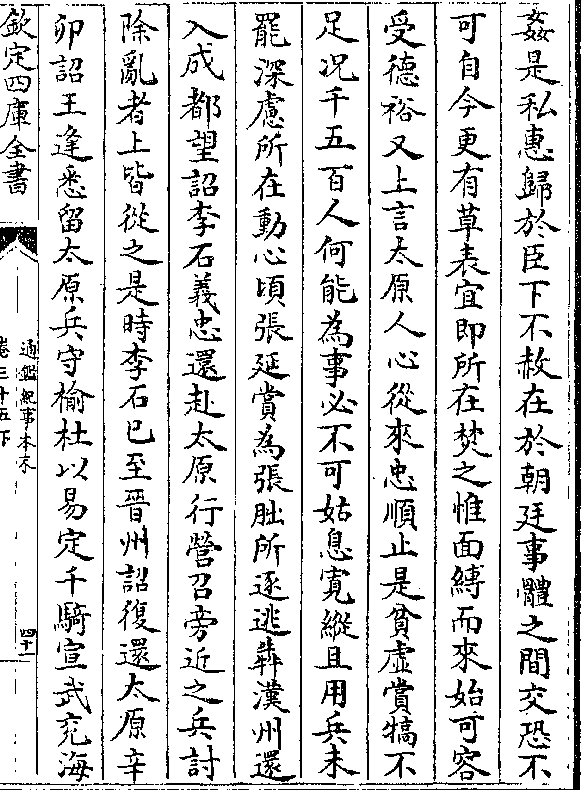 姦是私惠歸於臣下不赦在於朝廷事體之間交恐不
可自今更有草表宜即所在焚之惟面縛而來始可容
受德裕又上言太原人心從來忠順止是貧虛賞犒不
足况千五百人何能為事必不可姑息寛縱且用兵未
罷深慮所在動心頃張延賞為張朏所逐逃奔漢州還
入成都望詔李石義忠還赴太原行營召旁近之兵討
除亂者上皆從之是時李石已至晉州詔復還太原辛
卯詔王逢悉留太原兵守榆社以易定千騎宣武兖海
欽定四庫全書
通鑑紀事本末
卷三十五下
四十